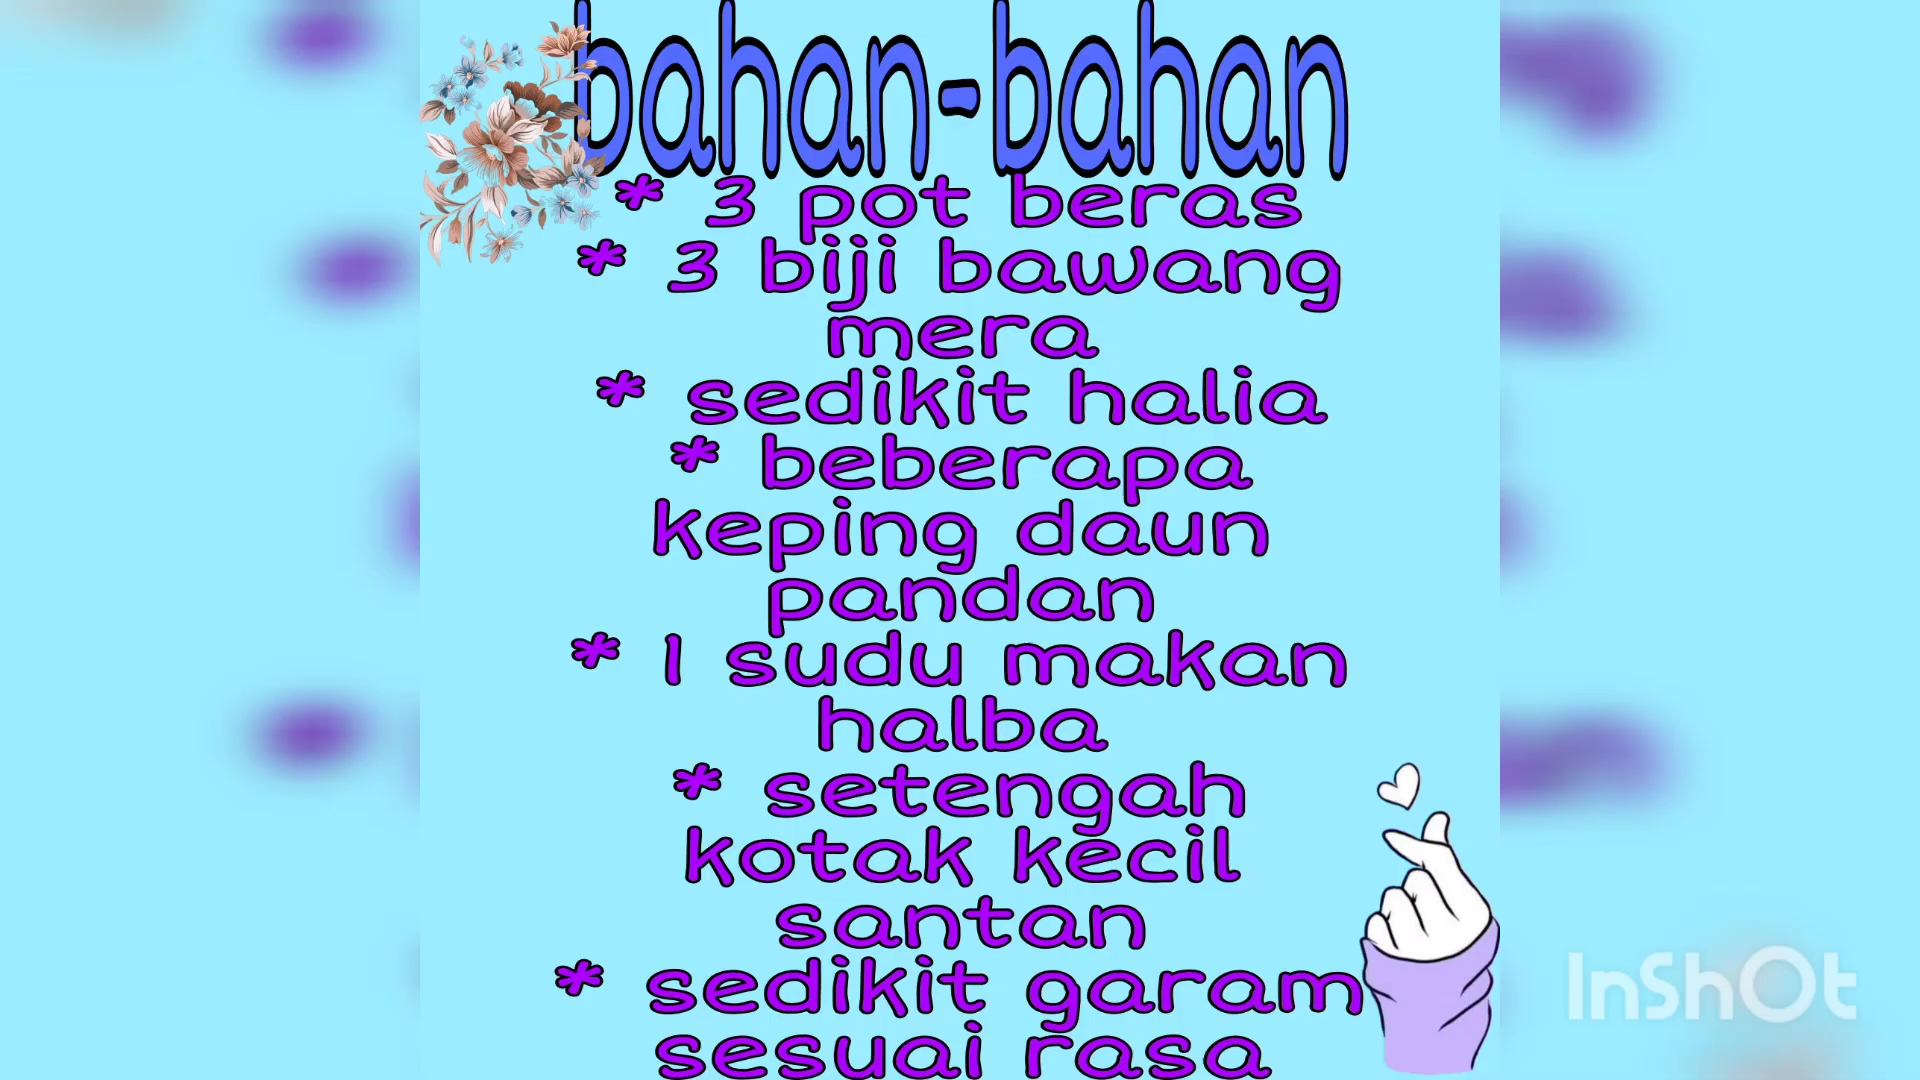 bahan-bahan
* 3 pot beras
* 3 biji bawang
mera
* sedikit halia
* beberapa
keping daun
pandan
* 1 sudu makan
halba
* setengah
kotak kecil
santan
* sedikit garam
sesuai rasa
InShOt